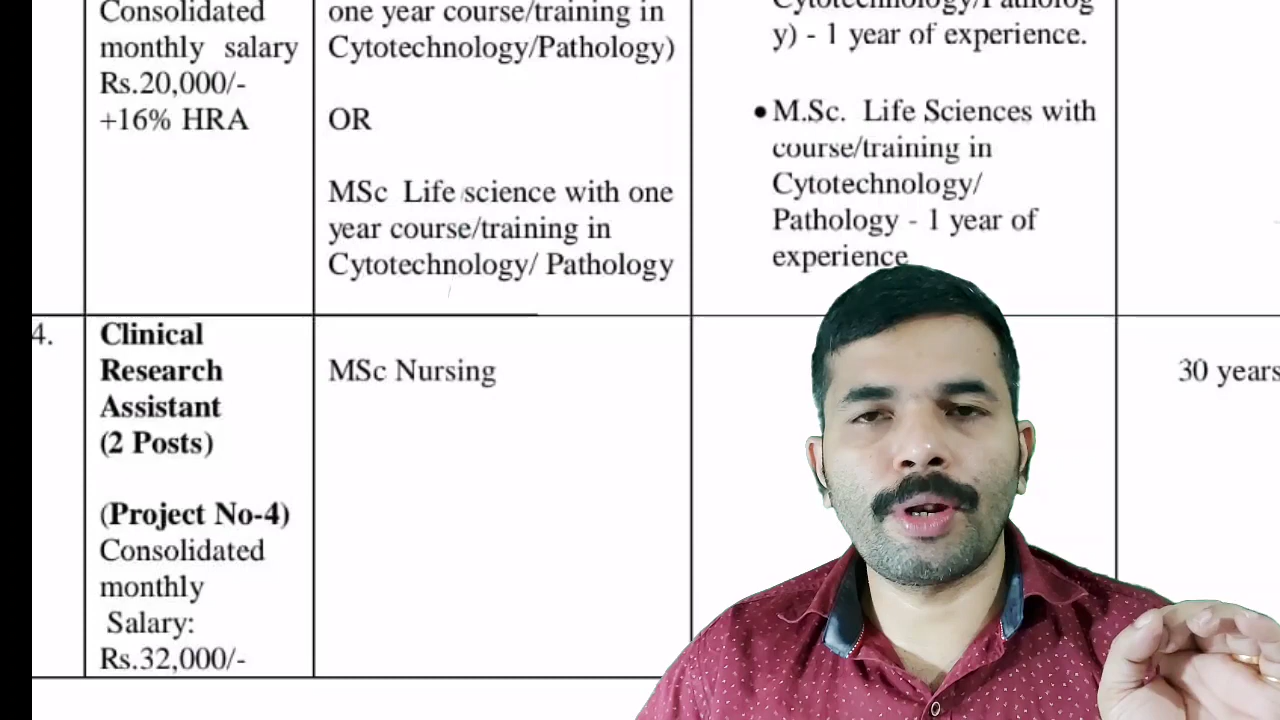 Consolidated
monthly salary
Rs.20,000/-
+16% HRA
one year course/training in
Cytotechnology/Pathology)
OR
MSc Life science with one
year course/training in
Cytotechnology/ Pathology
Cytotechnology/Patholog
y) - 1 year of experience.
•M.Sc. Life Sciences with
course/training in
Cytotechnology/
Pathology - 1 year of
experience
4.
Clinical
Research
Assistant
(2 Posts)
(Project No-4)
Consolidated
monthly
Salary:
Rs.32,000/-
MSc Nursing
30 years